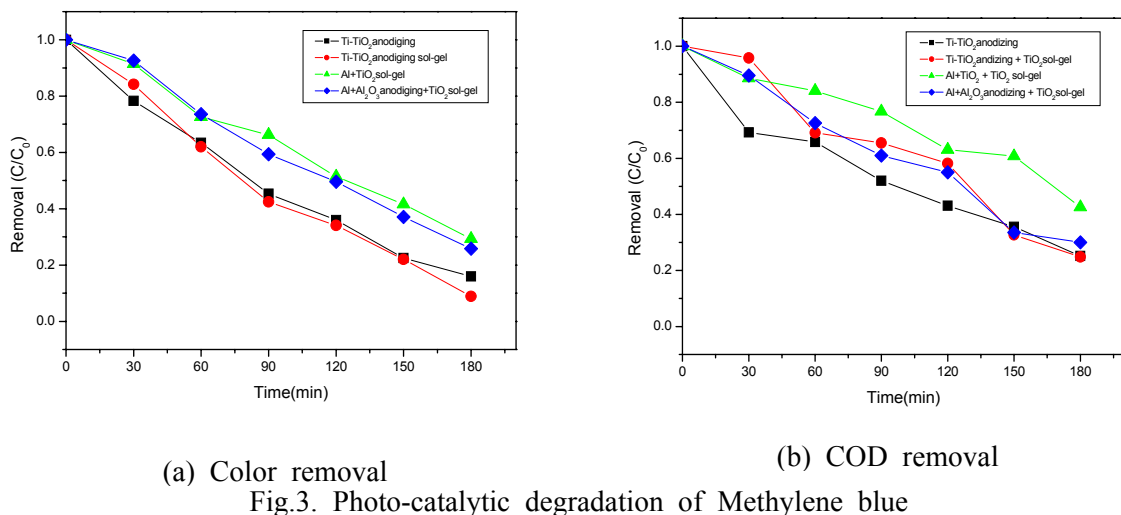 Removal (C/C0)
1.0
0.8
0.6
0.4
0.2
0.0
Ti-TiO2anodiging
Ti-TiO2anodiging sol-gel
Al+TiO2sol-gel
Al+Al2O3anodiging+TiO2sol-gel
0 30 60 90 120 150 180
Time(min)
(a) Color removal
Removal (C/C0)
1.0
0.8
0.6
0.4
0.2
0.0
Ti-TiO2anodizing
Ti-TiO2andizing + TiO2sol-gel
Al+TiO2 + TiO2 sol-gel
Al+Al2O3anodizing + TiO2sol-gel
0 30 60 90 120 150 180
Time(min)
(b) COD removal
Fig.3. Photo-catalytic degradation of Methylene blue